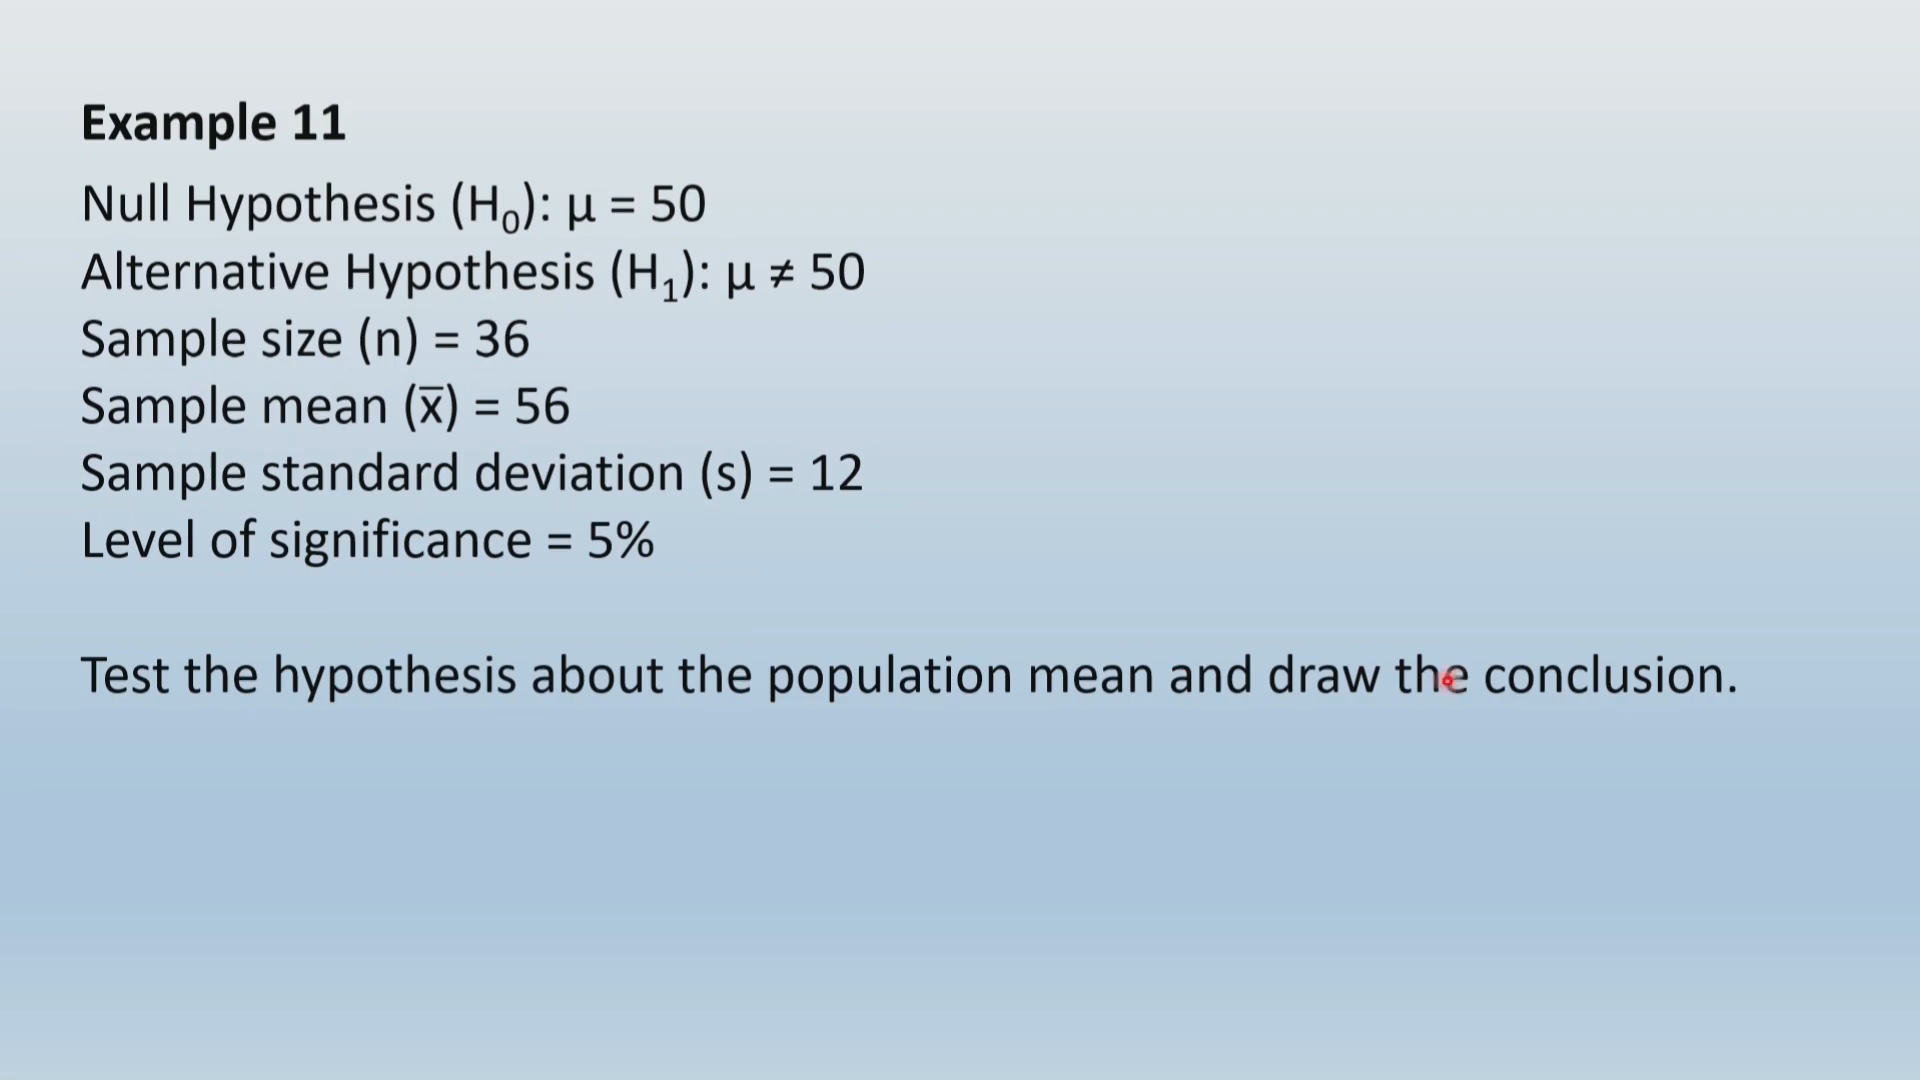 Example 11
Null Hypothesis (H₀): μ = 50
Alternative Hypothesis (H₁): μ ≠ 50
Sample size (n) = 36
Sample mean (x̅) = 56
Sample standard deviation (s) = 12
Level of significance = 5%
Test the hypothesis about the population mean and draw the conclusion.